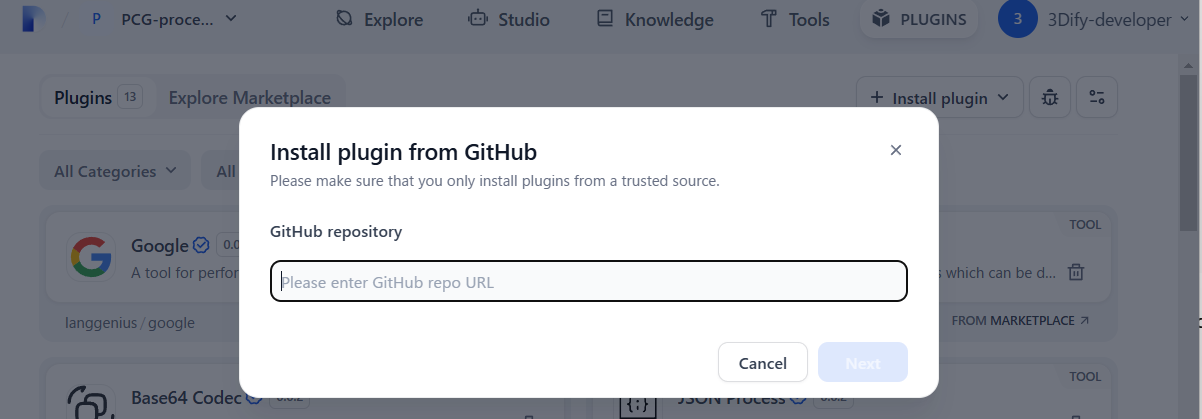 / P PCG-proce... Explore Studio Knowledge Tools PLUGINS 3 3Dify-developer
Plugins 13 Explore Marketplace + Install plugin
All Categories All
Install plugin from GitHub
Please make sure that you only install plugins from a trusted source.
GitHub repository
Please enter GitHub repo URL
Cancel Next
Google 0.0
A tool for perfor
langgenius / google
TOOL
s which can be d...
FROM MARKETPLACE
Base64 Codec 0.0.2
JSON Process 0.0.2
TOOL